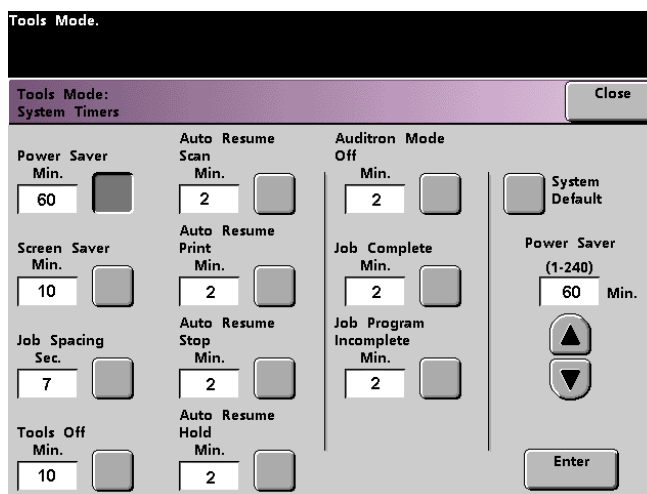 Tools Mode.
Tools Mode:
System Timers
Close
Power Saver
Min.
60
Screen Saver
Min.
10
Job Spacing
Sec.
7
Tools Off
Min.
10
Auto Resume
Scan
Min.
2
Auto Resume
Print
Min.
2
Auto Resume
Stop
Min.
2
Auto Resume
Hold
Min.
2
Auditron Mode
Off
Min.
2
Job Complete
Min.
2
Job Program
Incomplete
Min.
2
System
Default
Power Saver
(1-240)
60 Min.
Enter